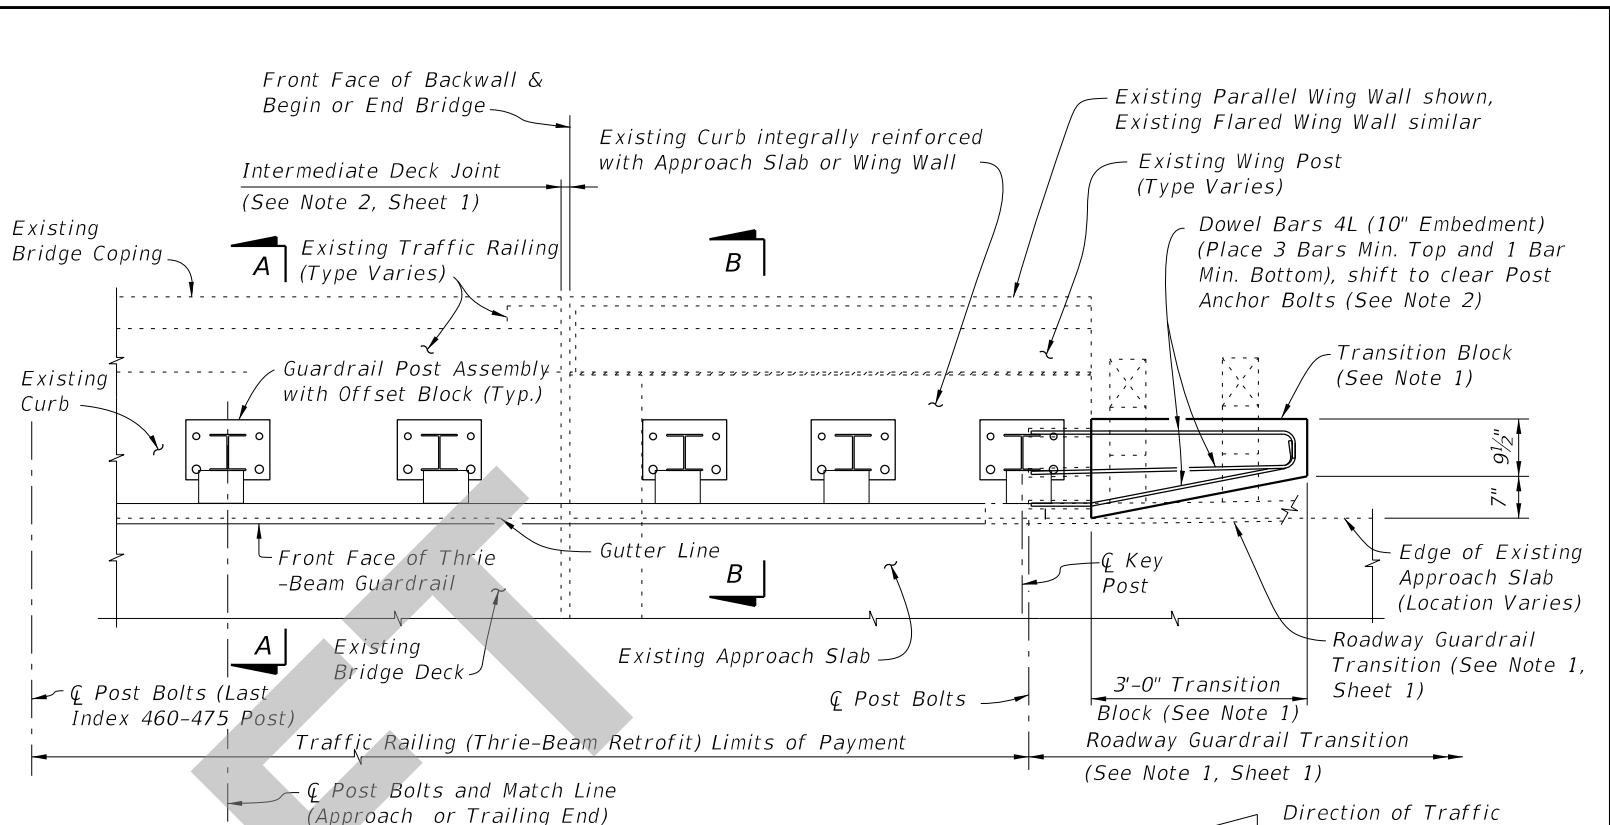 Front Face of Backwall &
Begin or End Bridge
Existing Parallel Wing Wall shown,
Existing Flared Wing Wall similar
Existing Curb integrally reinforced
with Approach Slab or Wing Wall
Existing Wing Post
(Type Varies)
Intermediate Deck Joint
(See Note 2, Sheet 1)
Existing
Bridge Coping
A
Existing Traffic Railing
(Type Varies)
B
Dowel Bars 4L (10" Embedment)
(Place 3 Bars Min. Top and 1 Bar
Min. Bottom), shift to clear Post
Anchor Bolts (See Note 2)
Existing
Curb
Guardrail Post Assembly
with Offset Block (Typ.)
Transition Block
(See Note 1)
9½"
7"
Front Face of Thrie
-Beam Guardrail
Gutter Line
B
℄ Key
Post
Edge of Existing
Approach Slab
(Location Varies)
A
Existing
Bridge Deck
Existing Approach Slab
Roadway Guardrail
Transition (See Note 1,
Sheet 1)
℄ Post Bolts (Last
Index 460-475 Post)
℄ Post Bolts
3'-0" Transition
Block (See Note 1)
Traffic Railing (Thrie-Beam Retrofit) Limits of Payment
Roadway Guardrail Transition
(See Note 1, Sheet 1)
℄ Post Bolts and Match Line
(Approach or Trailing End)
Direction of Traffic